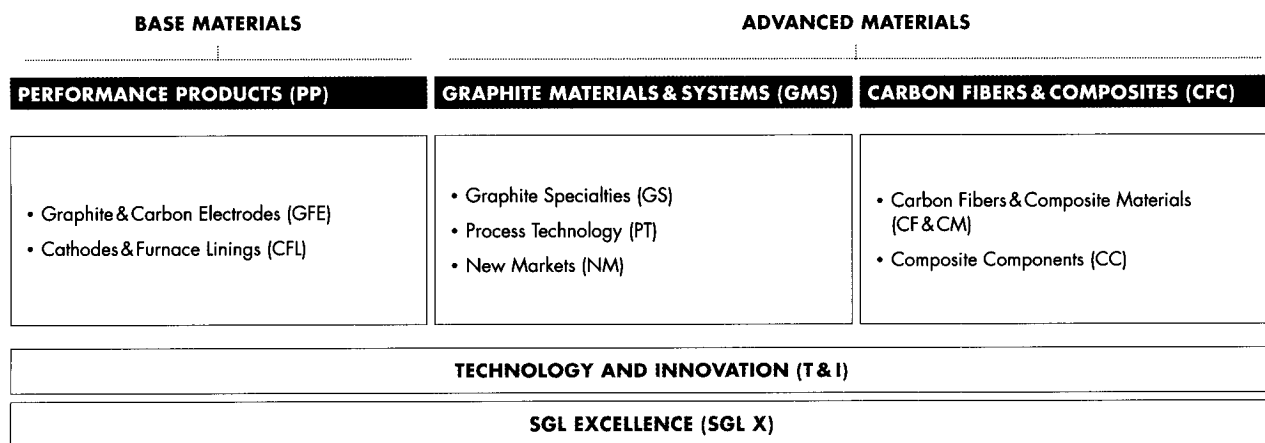 BASE MATERIALS
ADVANCED MATERIALS
PERFORMANCE PRODUCTS (PP)
GRAPHITE MATERIALS & SYSTEMS (GMS)
CARBON FIBERS & COMPOSITES (CFC)
• Graphite & Carbon Electrodes (GFE)
• Cathodes & Furnace Linings (CFL)
• Graphite Specialties (GS)
• Process Technology (PT)
• New Markets (NM)
• Carbon Fibers & Composite Materials
(CF & CM)
• Composite Components (CC)
TECHNOLOGY AND INNOVATION (T & I)
SGL EXCELLENCE (SGL X)